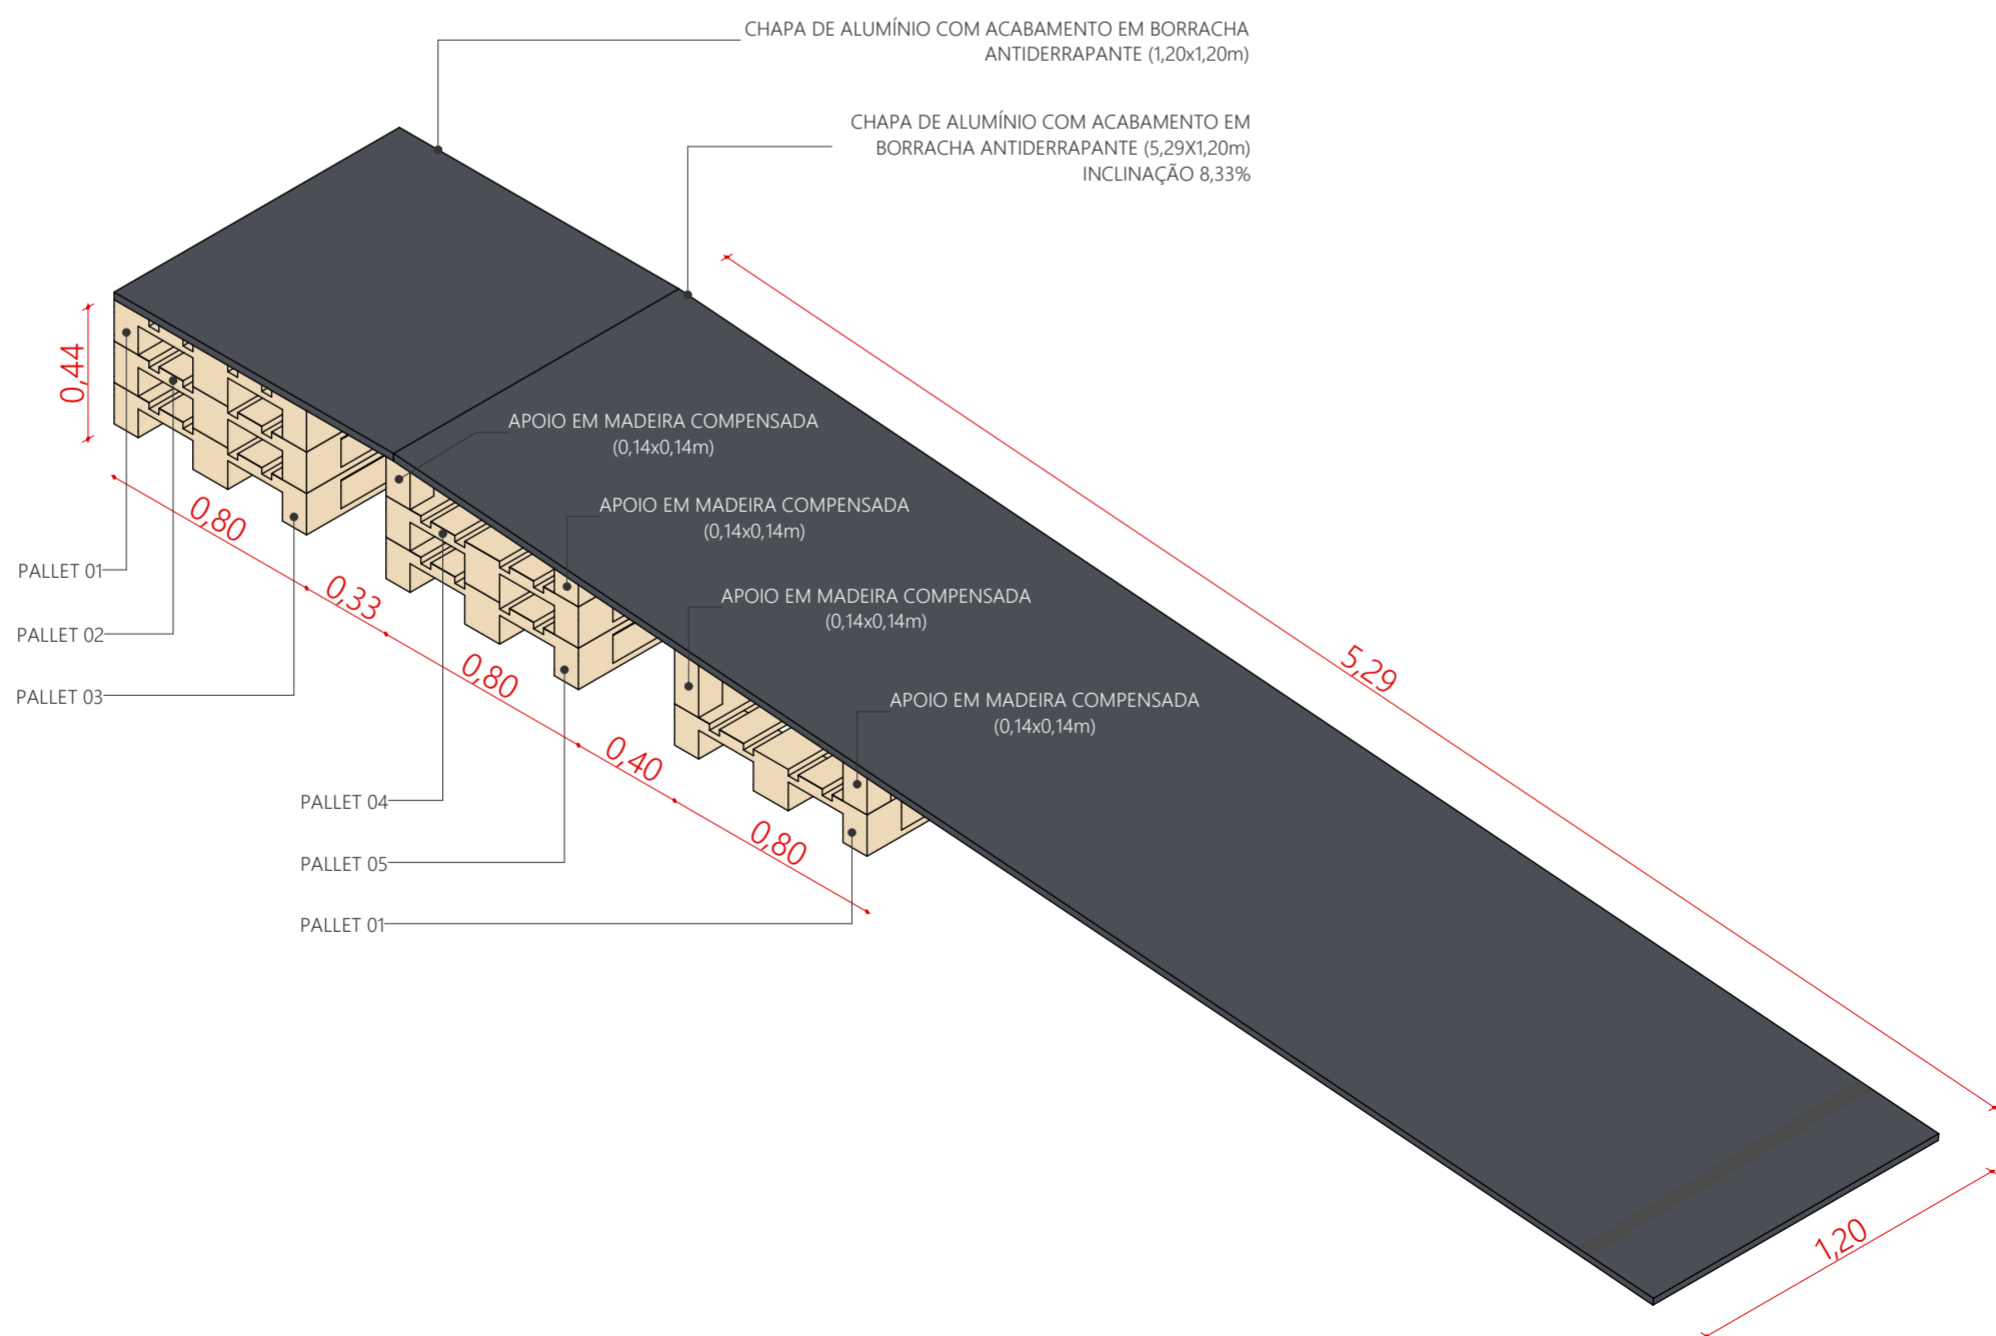 CHAPA DE ALUMÍNIO COM ACABAMENTO EM BORRACHA
ANTIDERRAPANTE (1,20x1,20m)
CHAPA DE ALUMÍNIO COM ACABAMENTO EM
BORRACHA ANTIDERRAPANTE (5,29X1,20m)
INCLINAÇÃO 8,33%
0,44
APOIO EM MADEIRA COMPENSADA
(0,14x0,14m)
APOIO EM MADEIRA COMPENSADA
(0,14x0,14m)
APOIO EM MADEIRA COMPENSADA
(0,14x0,14m)
APOIO EM MADEIRA COMPENSADA
(0,14x0,14m)
5,29
0,80
0,33
0,80
0,40
0,80
PALLET 01
PALLET 02
PALLET 03
PALLET 04
PALLET 05
PALLET 01
1,20